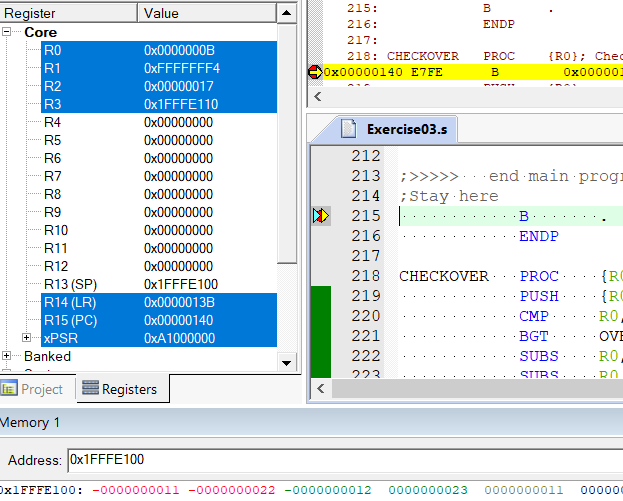 Register Value
Core
R0 0x0000000B
R1 0xFFFFFFF4
R2 0x00000017
R3 0x1FFFE110
R4 0x00000000
R5 0x00000000
R6 0x00000000
R7 0x00000000
R8 0x00000000
R9 0x00000000
R10 0x00000000
R11 0x00000000
R12 0x00000000
R13 (SP) 0x1FFFE100
R14 (LR) 0x0000013B
R15 (PC) 0x00000140
xPSR 0xA1000000
Banked
Project Registers
215: B .
216: ENDP
217:
218: CHECKOVER PROC {R0}; Chec
0x00000140 E7FE B 0x000001
Exercise03.s
212
213 ;>>>>> end main progr
214 ;Stay here
215 B .
216 ENDP
217
218 CHECKOVER PROC {R0
219 PUSH {R0
220 CMP R0,
221 BGT OVE
222 SUBS R0,
223 SUBS R0
Memory 1
Address: 0x1FFFE100
0x1FFFE100: -0000000011 -0000000022 -0000000012 0000000023 0000000011 000